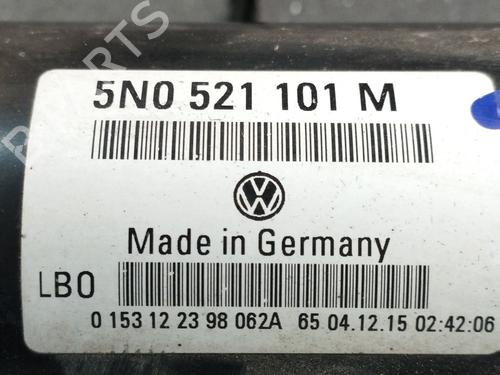 PARTS
5N0 521 101 M
Made in Germany
LBO
0 153 12 23 98 062A 65 04.12.15 02:42:06